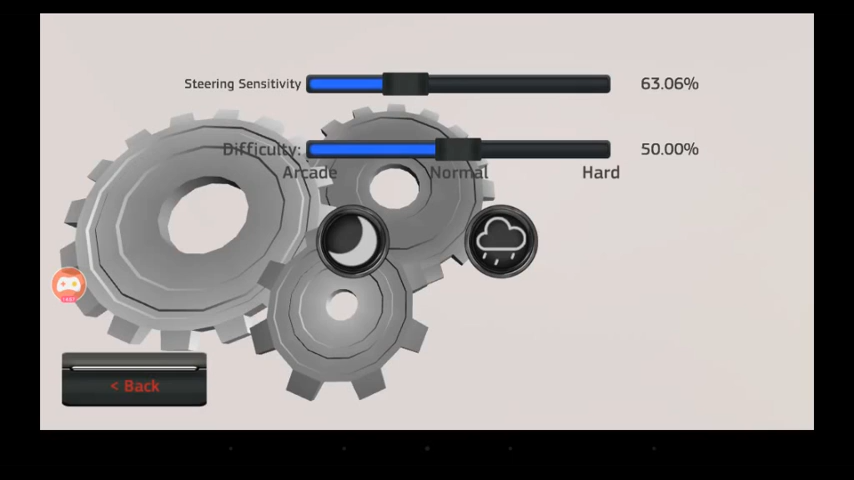 Steering Sensitivity 63.06%
Difficulty: 50.00%
Arcade Normal Hard
< Back